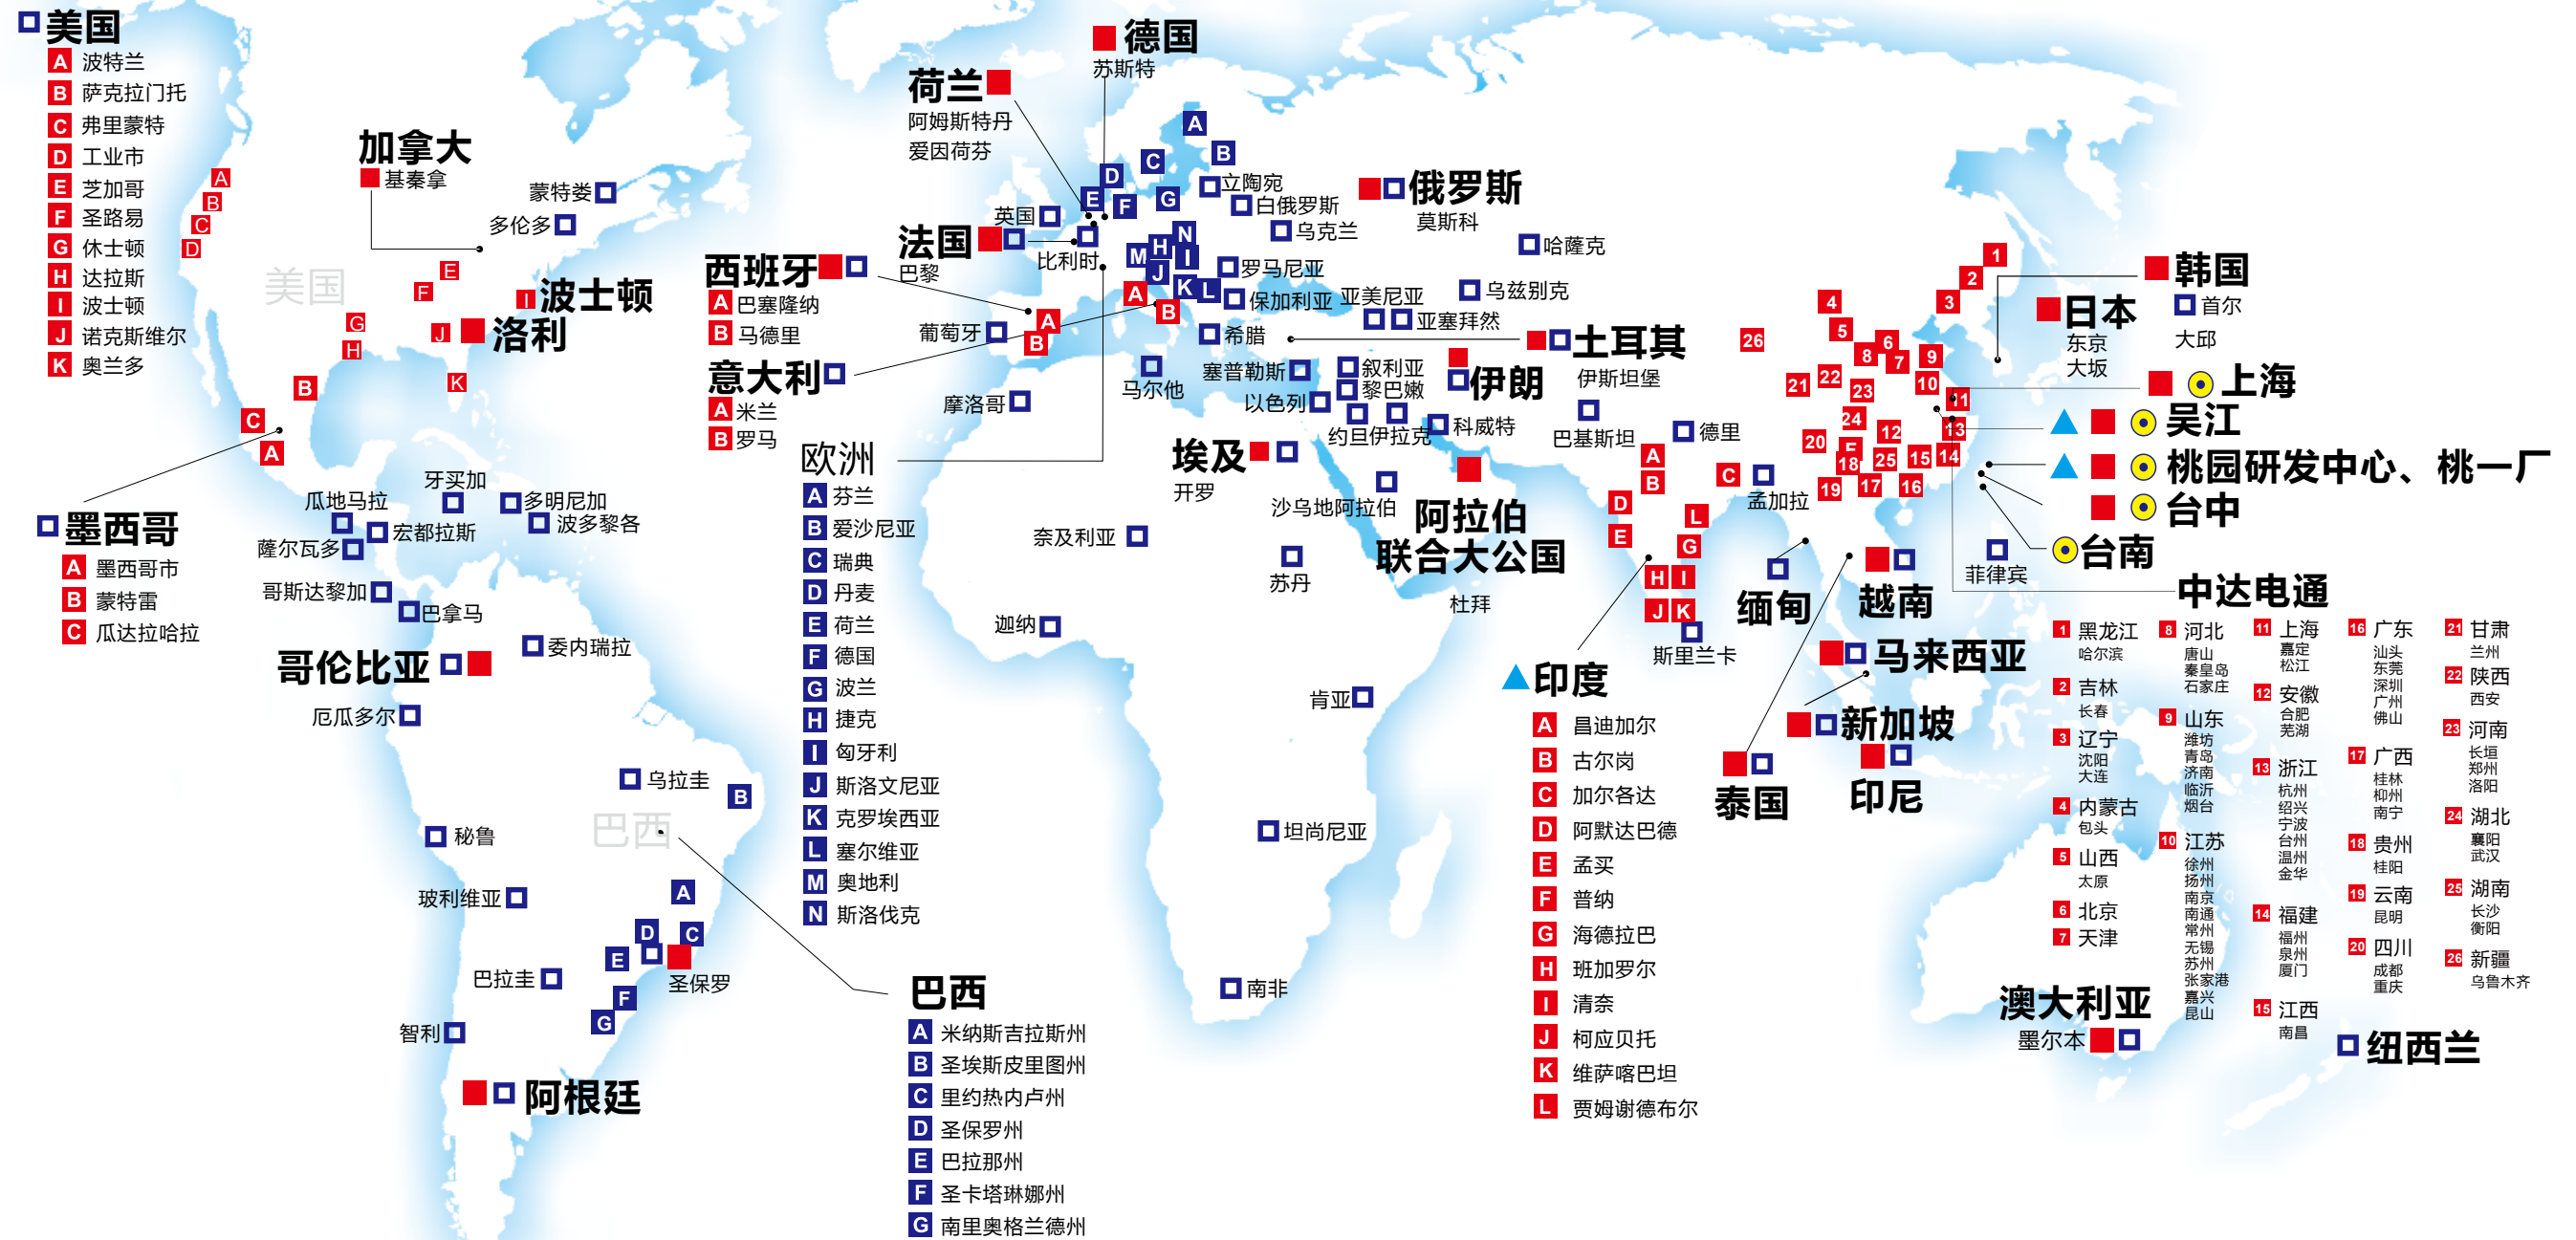 美国
A 波特兰
B 萨克拉门托
C 弗里蒙特
D 工业市
E 芝加哥
F 圣路易
G 休士顿
H 达拉斯
I 波士顿
J 诺克斯维尔
K 奥兰多
加拿大
基秦拿
蒙特娄
多伦多
美国
A
B
C
D
E
F
G
H
I 波士顿
J 洛利
K
B
C
A
墨西哥
A 墨西哥市
B 蒙特雷
C 瓜达拉哈拉
牙买加
瓜地马拉
多明尼加
宏都拉斯
波多黎各
薩尔瓦多
哥斯达黎加
巴拿马
委内瑞拉
哥伦比亚
厄瓜多尔
乌拉圭
B
巴西
秘鲁
A
玻利维亚
D
C
E
圣保罗
巴拉圭
F
G
智利
阿根廷
德国
苏斯特
荷兰
阿姆斯特丹
爱因荷芬
法国
巴黎
英国
比利时
西班牙
A 巴塞隆纳
B 马德里
葡萄牙
意大利
A 米兰
B 罗马
摩洛哥
A
B
C
D
E
F
G
H
I
J
K
L
M
N
A
B
A
B
立陶宛
白俄罗斯
乌克兰
罗马尼亚
保加利亚
希腊
马尔他
俄罗斯
莫斯科
哈薩克
乌兹别克
亚美尼亚
亚塞拜然
土耳其
伊斯坦堡
塞普勒斯
叙利亚
黎巴嫩
以色列
约旦
伊拉克
伊朗
科威特
巴基斯坦
德里
埃及
开罗
沙乌地阿拉伯
阿拉伯
联合大公国
杜拜
欧洲
A 芬兰
B 爱沙尼亚
C 瑞典
D 丹麦
E 荷兰
F 德国
G 波兰
H 捷克
I 匈牙利
J 斯洛文尼亚
K 克罗埃西亚
L 塞尔维亚
M 奥地利
N 斯洛伐克
奈及利亚
苏丹
迦纳
肯亚
坦尚尼亚
南非
巴西
A 米纳斯吉拉斯州
B 圣埃斯皮里图州
C 里约热内卢州
D 圣保罗州
E 巴拉那州
F 圣卡塔琳娜州
G 南里奥格兰德州
A
B
C
D
E
L
G
H
I
J
K
孟加拉
斯里兰卡
印度
A 昌迪加尔
B 古尔岗
C 加尔各达
D 阿默达巴德
E 孟买
F 普纳
G 海德拉巴
H 班加罗尔
I 清奈
J 柯应贝托
K 维萨喀巴坦
L 贾姆谢德布尔
缅甸
越南
马来西亚
新加坡
印尼
泰国
菲律宾
1
2
3
4
5
6
7
8
9
10
11
12
13
14
15
16
17
18
19
20
21
22
23
24
25
26
韩国
首尔
大邱
日本
东京
大坂
上海
吴江
桃园研发中心、桃一厂
台中
台南
中达电通
1 黑龙江
哈尔滨
2 吉林
长春
3 辽宁
沈阳
大连
4 内蒙古
包头
5 山西
太原
6 北京
7 天津
8 河北
唐山
秦皇岛
石家庄
9 山东
潍坊
青岛
济南
临沂
烟台
10 江苏
徐州
扬州
南京
南通
常州
无锡
苏州
张家港
嘉兴
昆山
11 上海
嘉定
松江
12 安徽
合肥
芜湖
13 浙江
杭州
绍兴
宁波
台州
温州
金华
14 福建
福州
泉州
厦门
15 江西
南昌
16 广东
汕头
东莞
深圳
广州
佛山
17 广西
桂林
柳州
南宁
18 贵州
桂阳
19 云南
昆明
20 四川
成都
重庆
21 甘肃
兰州
22 陕西
西安
23 河南
长垣
郑州
洛阳
24 湖北
襄阳
武汉
25 湖南
长沙
衡阳
26 新疆
乌鲁木齐
澳大利亚
墨尔本
纽西兰